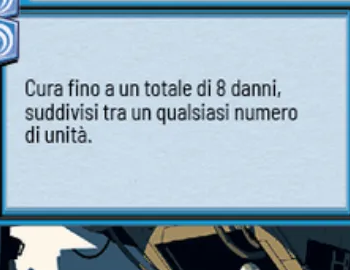 Cura fino a un totale di 8 danni,
suddivisi tra un qualsiasi numero
di unità.